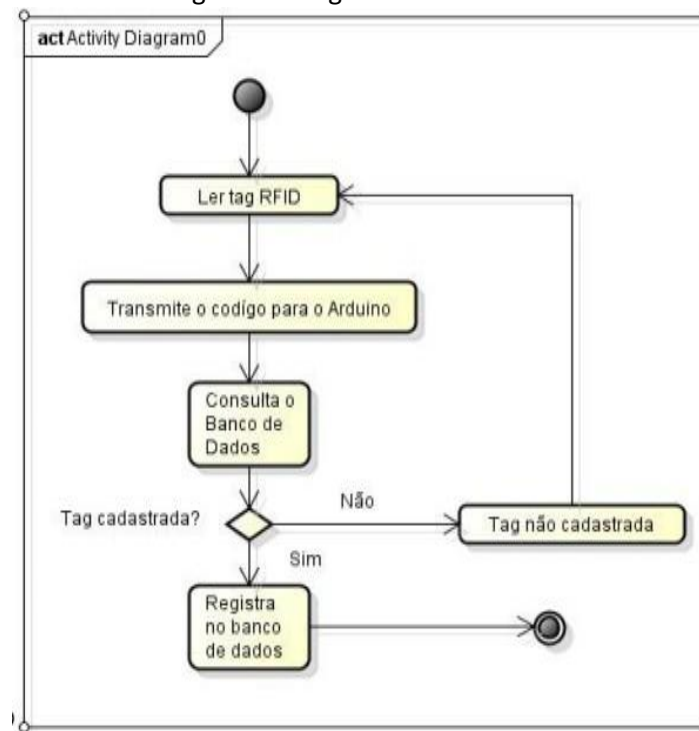 act Activity Diagram0
Ler tag RFID
Transmite o codígo para o Arduino
Consulta o
Banco de
Dados
Tag cadastrada?
Não
Tag não cadastrada
Sim
Registra
no banco
de dados